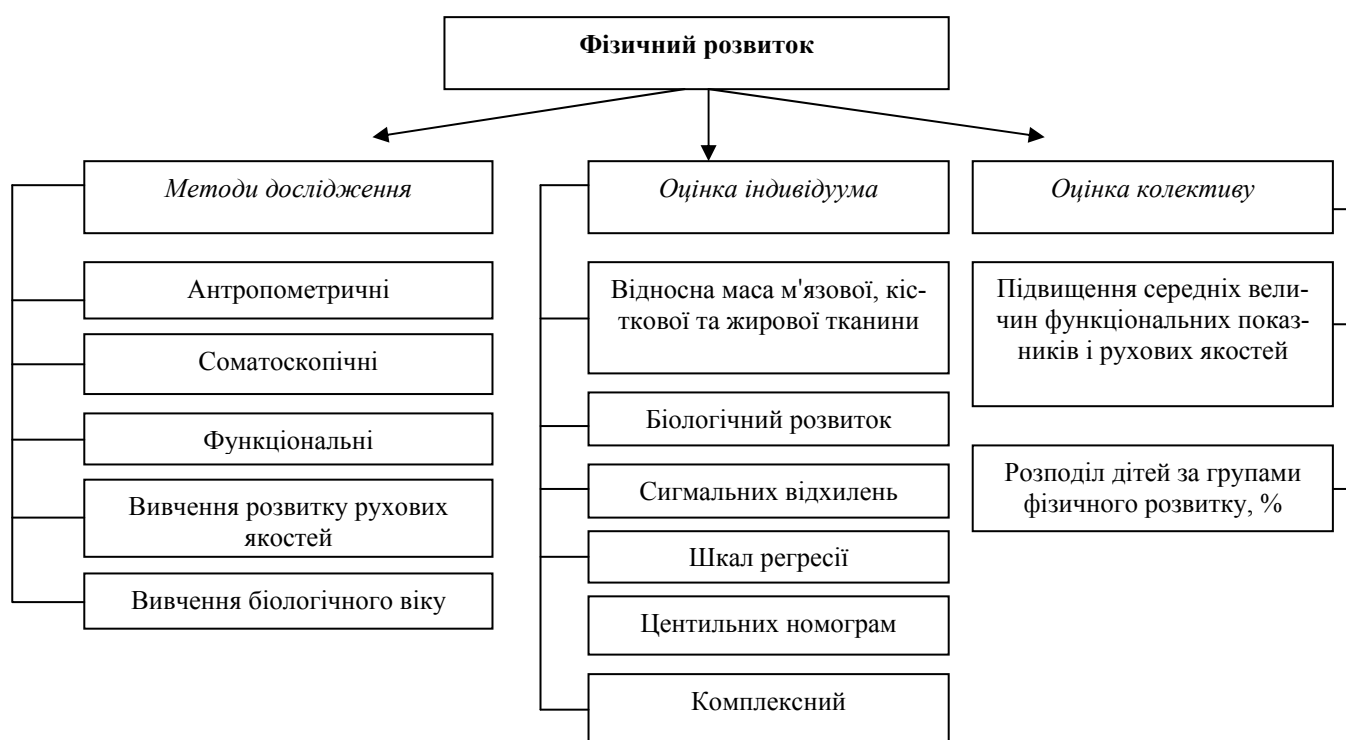 Фізичний розвиток
Методи дослідження
Антропометричні
Соматоскопічні
Функціональні
Вивчення розвитку рухових
якостей
Вивчення біологічного віку
Оцінка індивідуума
Відносна маса м'язової, кіс-
ткової та жирової тканини
Біологічний розвиток
Сигмальних відхилень
Шкал регресії
Центильних номограм
Комплексний
Оцінка колективу
Підвищення середніх вели-
чин функціональних показ-
ників і рухових якостей
Розподіл дітей за групами
фізичного розвитку, %